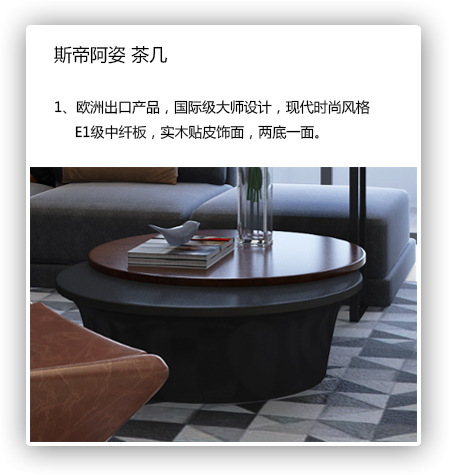 斯帝阿姿 茶几
1、欧洲出口产品，国际级大师设计，现代时尚风格
E1级中纤板，实木贴皮饰面，两底一面。